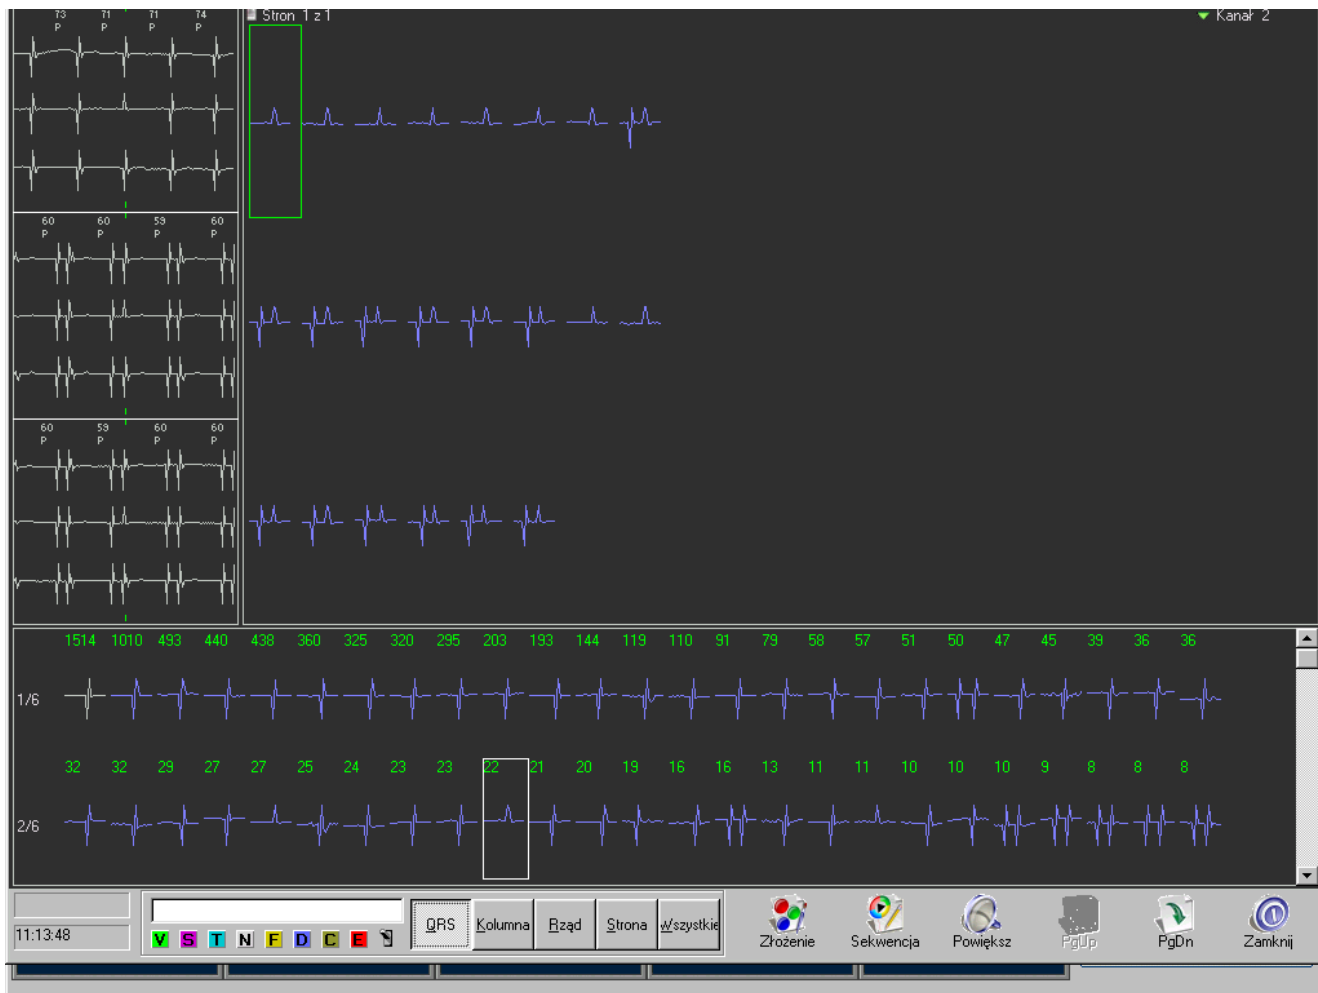 73 71 71 74
P P P P
Stron 1 z 1
Kanał 2
60 60 59 60
P P P P
60 59 60 60
P P P P
1514 1010 493 440 438 360 325 320 295 203 193 144 119 110 91 79 58 57 51 50 47 45 39 36 36
1/6
32 32 29 27 27 25 24 23 23 22 21 20 19 16 16 13 11 11 10 10 10 9 8 8 8
2/6
11:13:48
V S T N F D C E
QRS Kolumna Rząd Strona Wszystkie
Złożenie Sekwencja Powiększ PgUp PgDn Zamknij